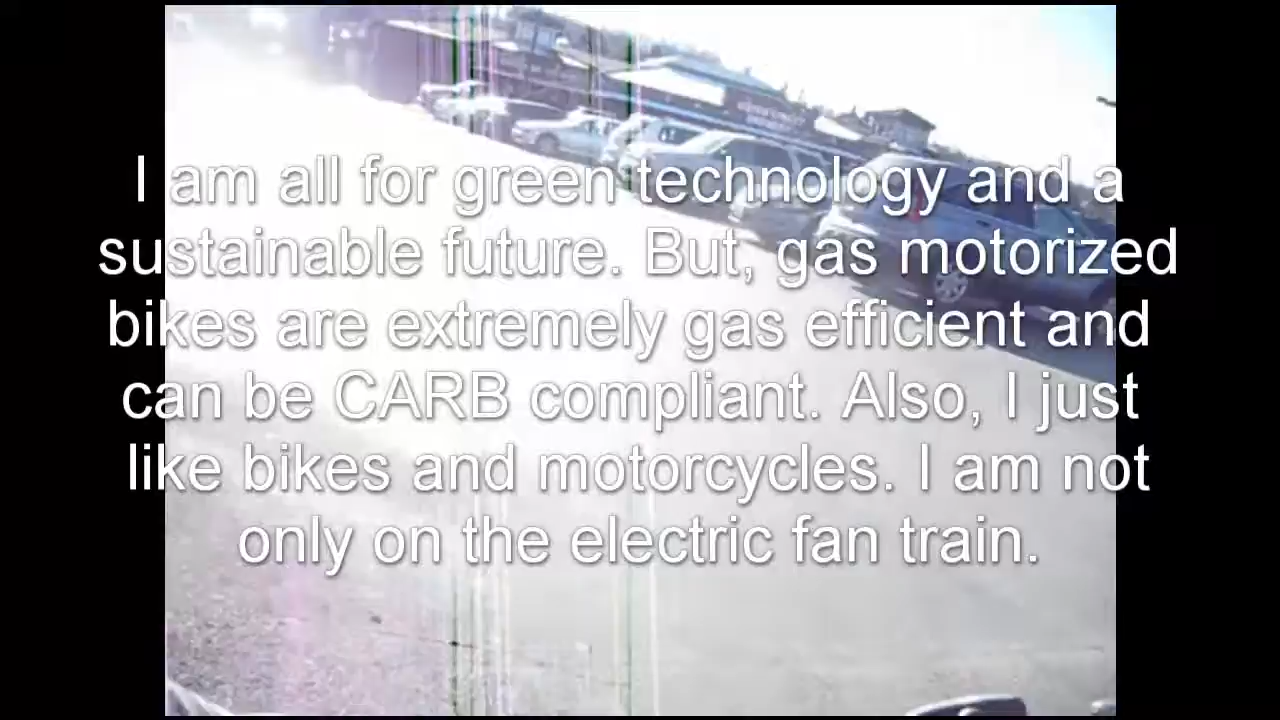 I am all for green technology and a
sustainable future. But, gas motorized
bikes are extremely gas efficient and
can be CARB compliant. Also, I just
like bikes and motorcycles. I am not
only on the electric fan train.